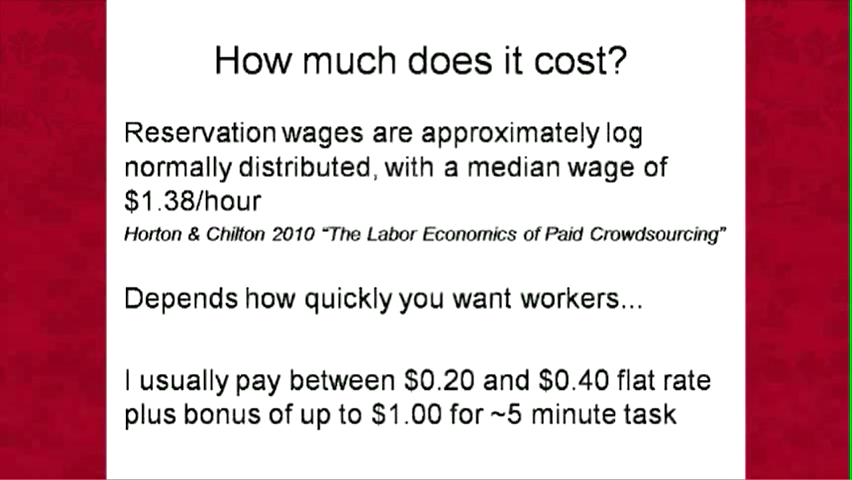 How much does it cost?
Reservation wages are approximately log
normally distributed, with a median wage of
$1.38/hour
Horton & Chilton 2010 “The Labor Economics of Paid Crowdsourcing”
Depends how quickly you want workers...
I usually pay between $0.20 and $0.40 flat rate
plus bonus of up to $1.00 for ~5 minute task